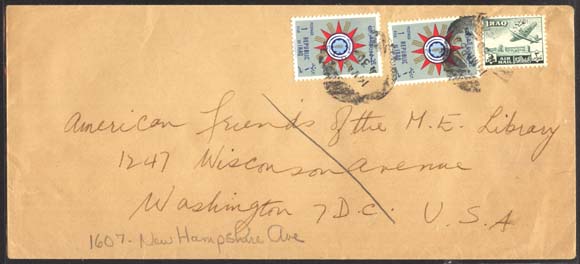 IRAQ
American Friends of the M.E. Library
1247 Wisconson Avenue
Washington 7 D.C. U.S.A
1607 - New Hampshire Ave